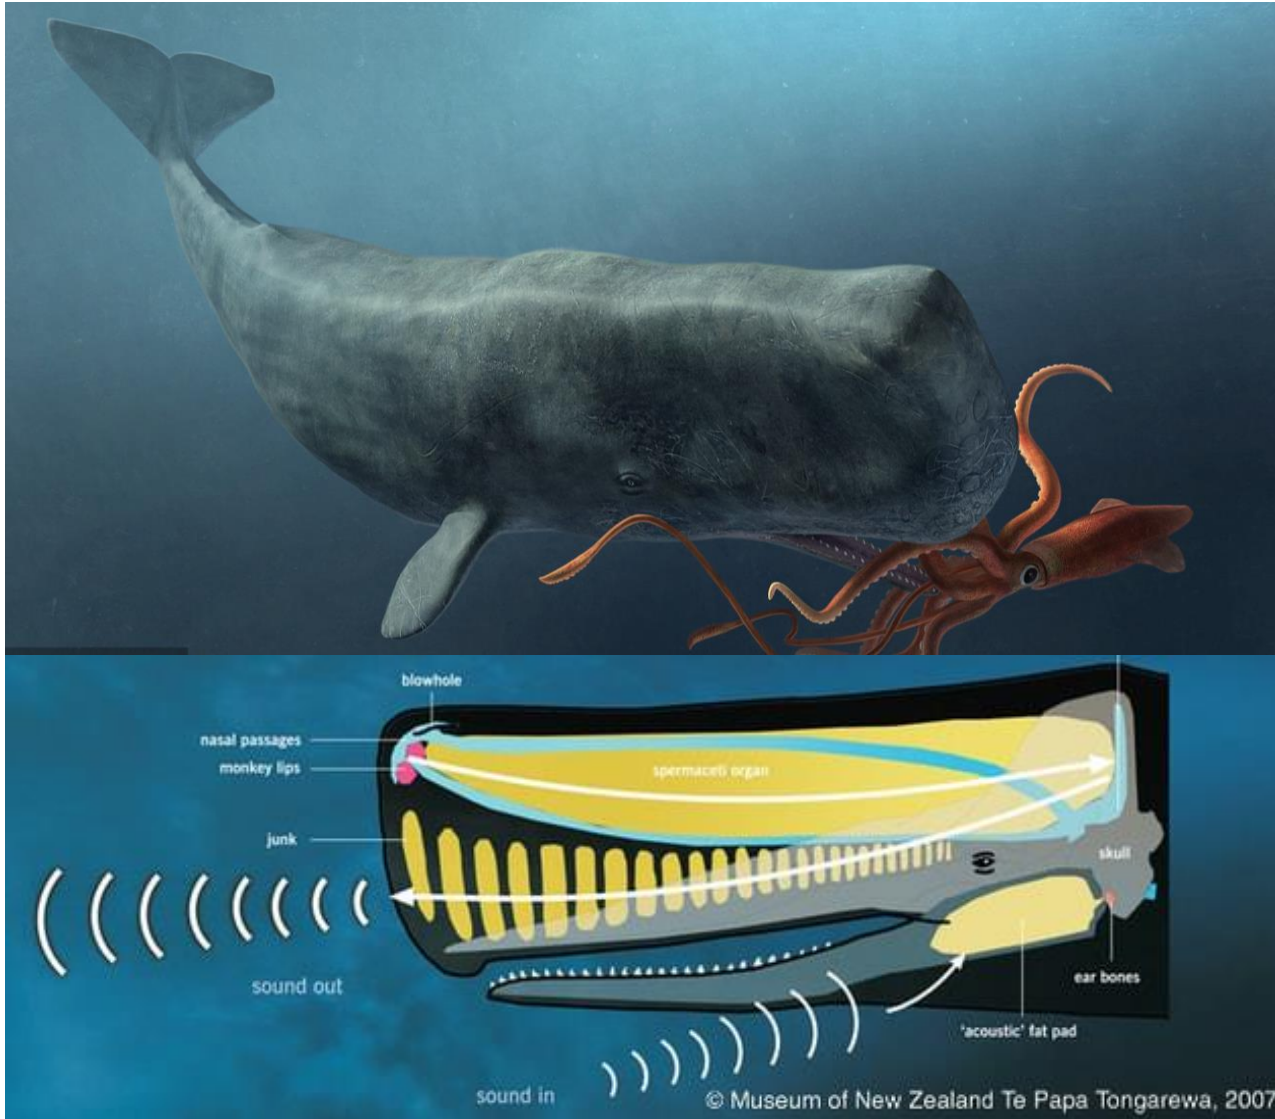 blowhole
nasal passages
monkey lips
spermaceti organ
junk
skull
sound out
ear bones
'acoustic' fat pad
sound in
© Museum of New Zealand Te Papa Tongarewa, 2007